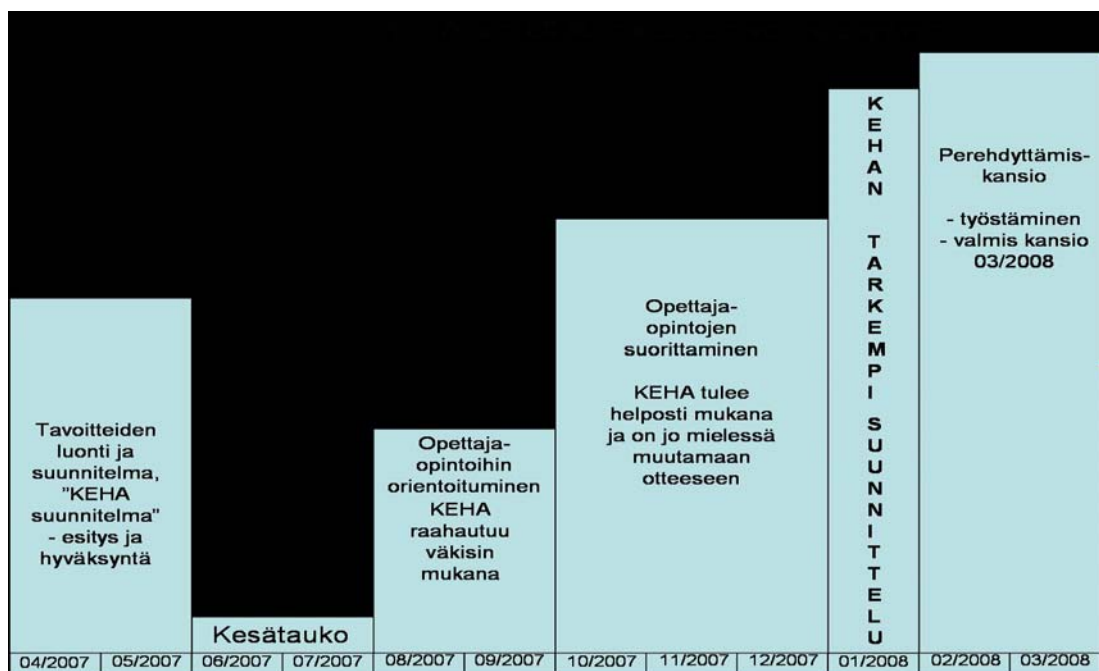 Tavoitteiden
luonti ja
suunnitelma,
"KEHA
suunnitelma"
- esitys ja
hyväksyntä
Kesätauko
Opettaja-
opintoihin
orientoituminen
KEHA
raahautuu
väkisin
mukana
Opettaja-
opintojen
suorittaminen
KEHA tulee
helposti mukana
ja on jo mielessä
muutamaan
otteeseen
KEHAN TARKEMPI SUUNNITTELU
Perehdyttämis-
kansio
- työstäminen
- valmis kansio
03/2008
04/2007 05/2007 06/2007 07/2007 08/2007 09/2007 10/2007 11/2007 12/2007 01/2008 02/2008 03/2008